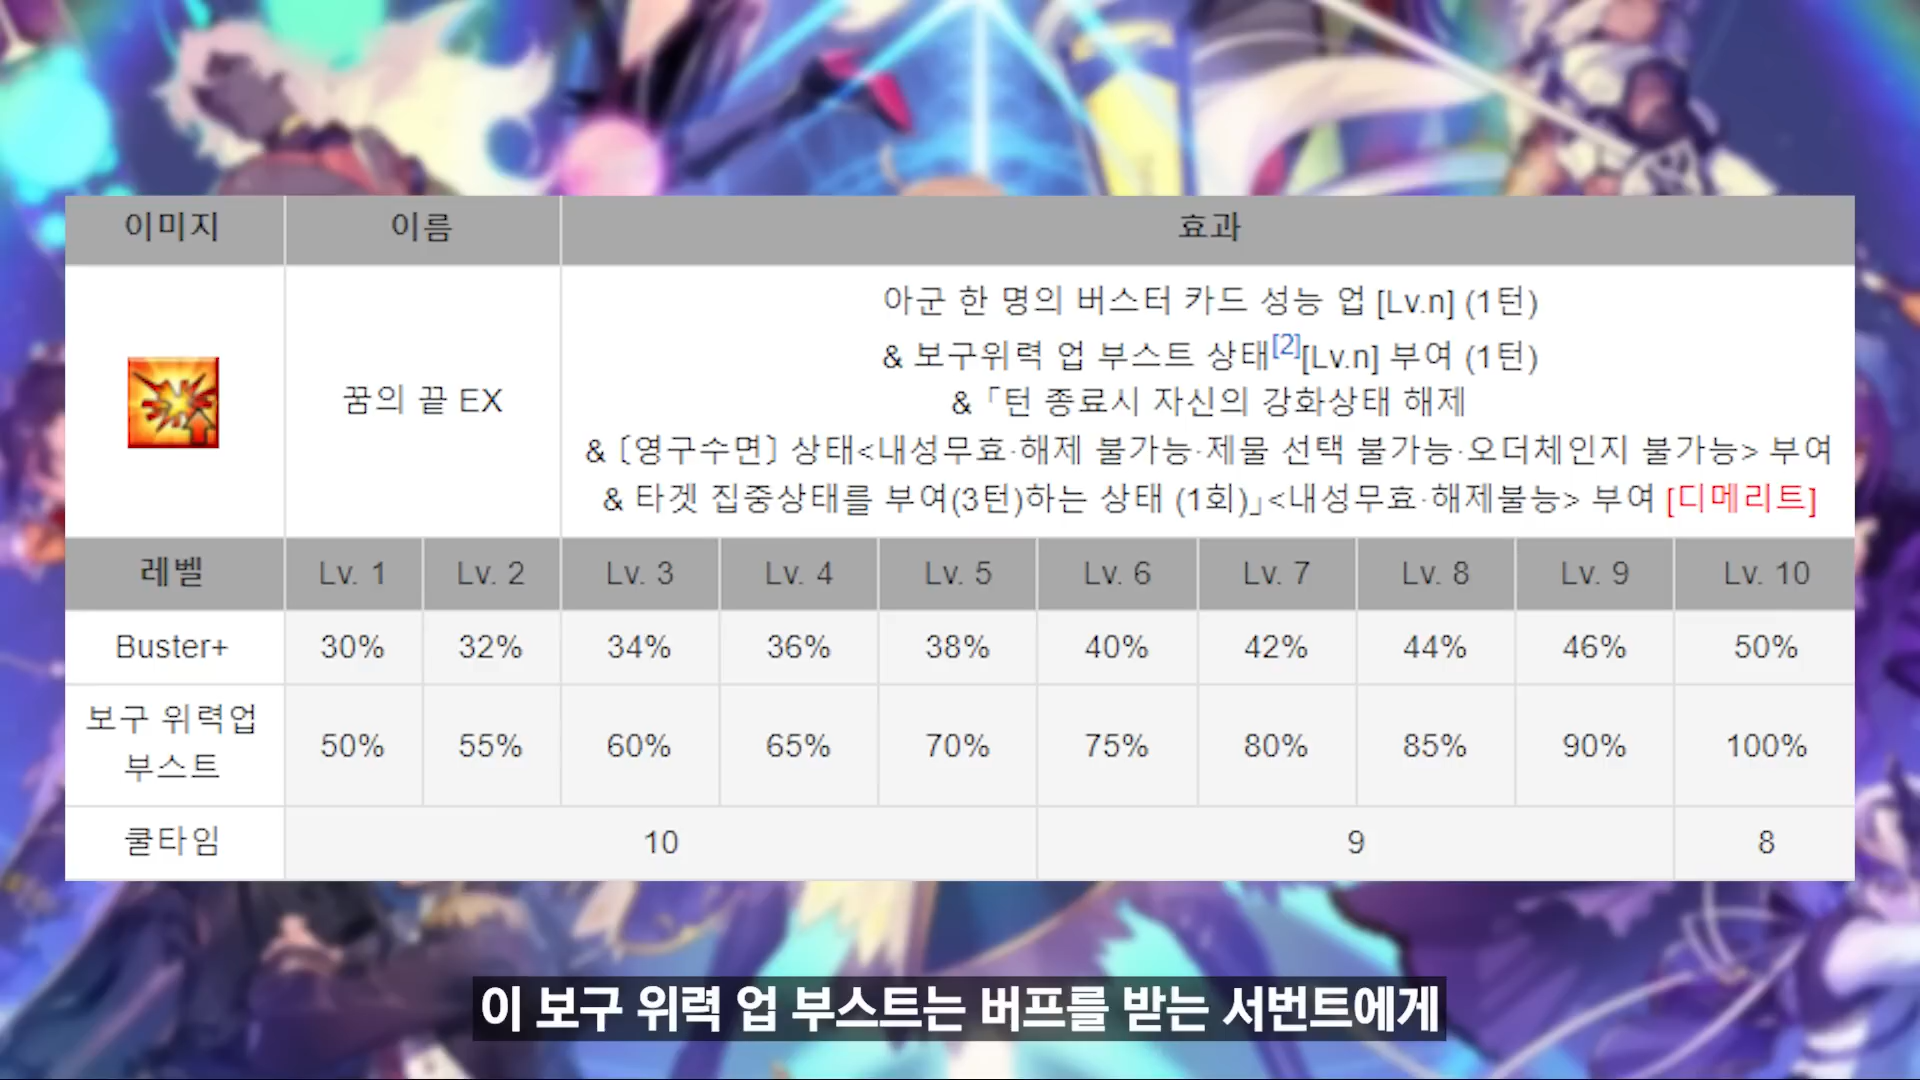 이미지 이름 효과
아군 한 명의 버스터 카드 성능 업 [Lv.n] (1턴)
& 보구위력 업 부스트 상태[2][Lv.n] 부여 (1턴)
& 「턴 종료시 자신의 강화상태 해제
꿈의 끝 EX
& 〔영구수면〕 상태<내성무효·해제 불가능·제물 선택 불가능·오더체인지 불가능> 부여
& 타겟 집중상태를 부여(3턴)하는 상태 (1회)」<내성무효·해제불능> 부여 [디메리트]
레벨 Lv. 1 Lv. 2 Lv. 3 Lv. 4 Lv. 5 Lv. 6 Lv. 7 Lv. 8 Lv. 9 Lv. 10
Buster+ 30% 32% 34% 36% 38% 40% 42% 44% 46% 50%
보구 위력업
부스트 50% 55% 60% 65% 70% 75% 80% 85% 90% 100%
쿨타임 10 9 8
이 보구 위력 업 부스트는 버프를 받는 서번트에게